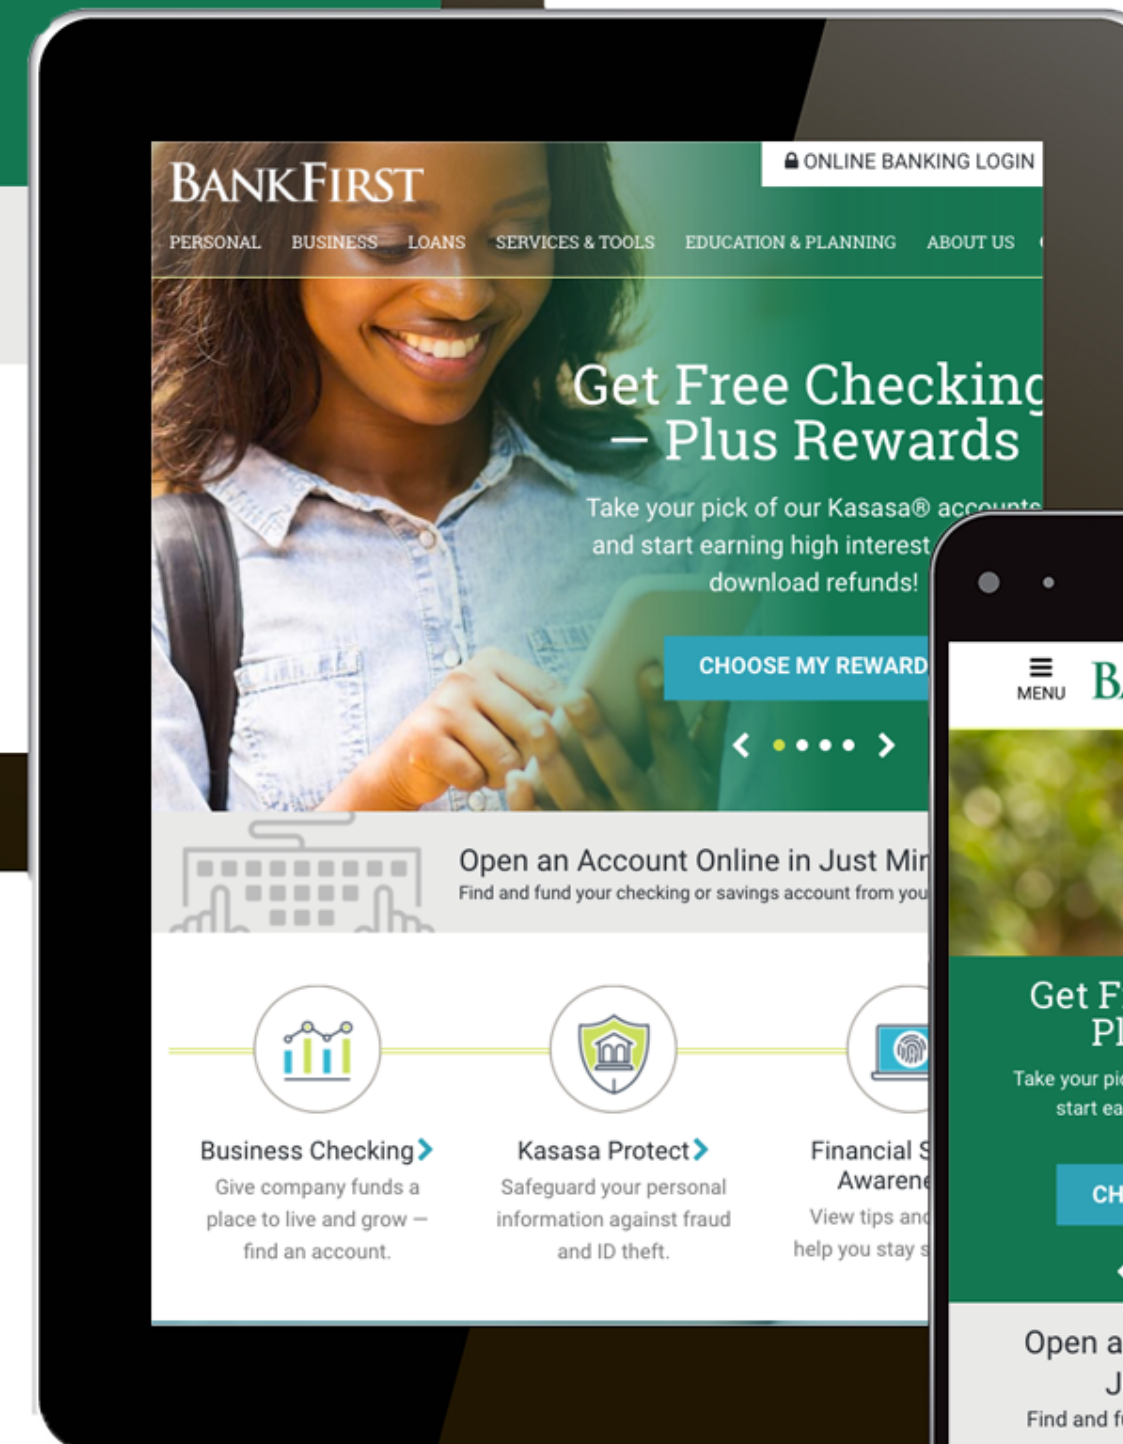 BANKFIRST
ONLINE BANKING LOGIN
PERSONAL BUSINESS LOANS SERVICES & TOOLS EDUCATION & PLANNING ABOUT US
Get Free Checking
— Plus Rewards
Take your pick of our Kasasa® accounts
and start earning high interest
download refunds!
CHOOSE MY REWARD
Open an Account Online in Just
Find and fund your checking or savings account from
Business Checking
Give company funds a
place to live and grow —
find an account.
Kasasa Protect
Safeguard your personal
information against fraud
and ID theft.
Financial
View tips
help you stay
MENU
Get
Take your
start
Open
Find and